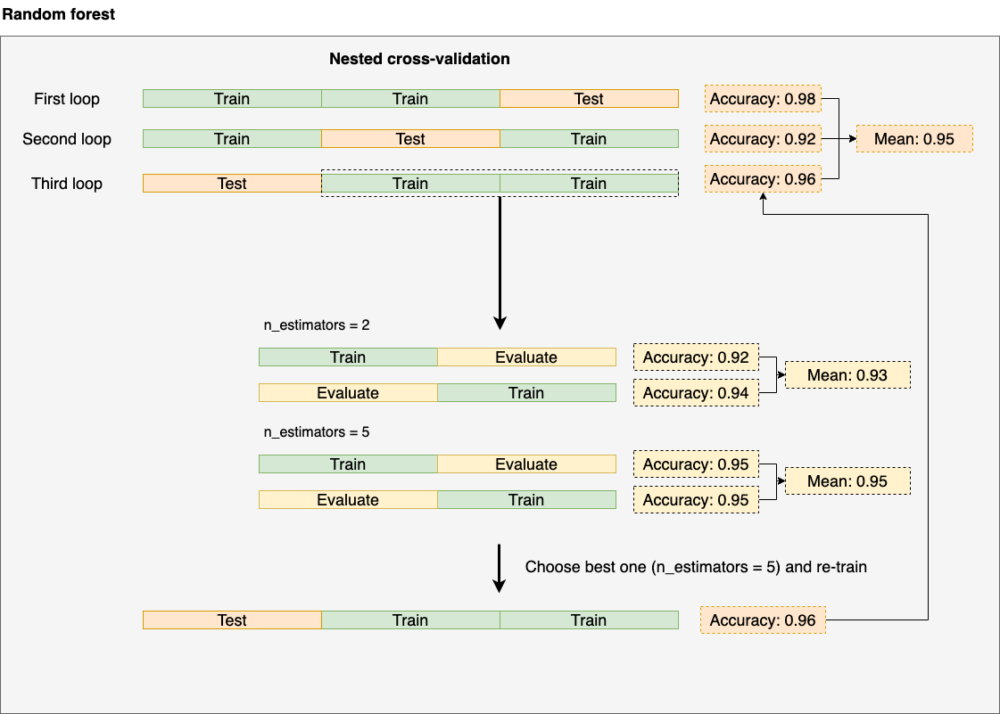 Random forest
Nested cross-validation
First loop Train Train Test Accuracy: 0.98
Second loop Train Test Train Accuracy: 0.92 Mean: 0.95
Third loop Test Train Train Accuracy: 0.96
n_estimators = 2
Train Evaluate Accuracy: 0.92
Mean: 0.93
Evaluate Train Accuracy: 0.94
n_estimators = 5
Train Evaluate Accuracy: 0.95
Mean: 0.95
Evaluate Train Accuracy: 0.95
Choose best one (n_estimators = 5) and re-train
Test Train Train Accuracy: 0.96